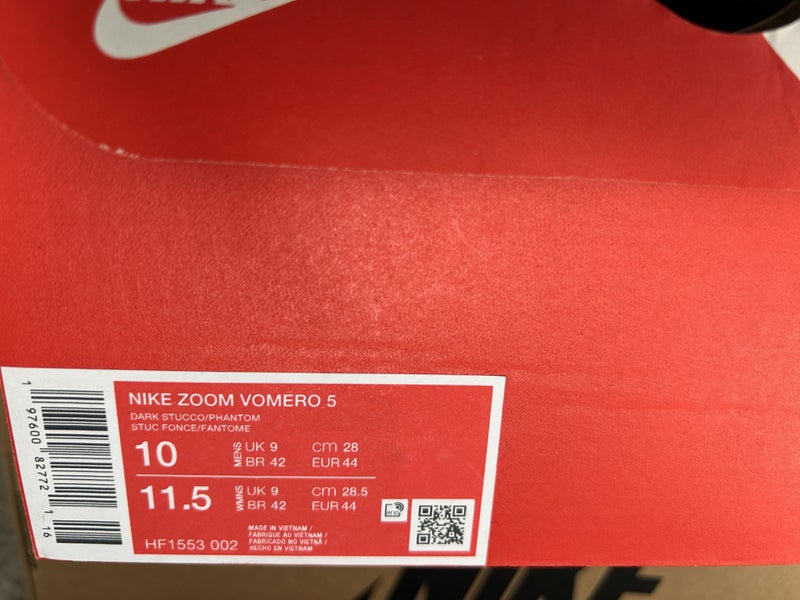 NIKE ZOOM VOMERO 5
DARK STUCCO/PHANTOM
STUC FONCE/FANTOME
10 MENS UK 9 CM 28
BR 42 EUR 44
11.5 WMNS UK 9 CM 28.5
BR 42 EUR 44
MADE IN VIETNAM /
FABRIQUE AU VIETNAM /
FABRICADO NO VIETNÃ /
HECHO EN VIETNAM
HF1553 002
1 97600 82772 1 16
NIKE